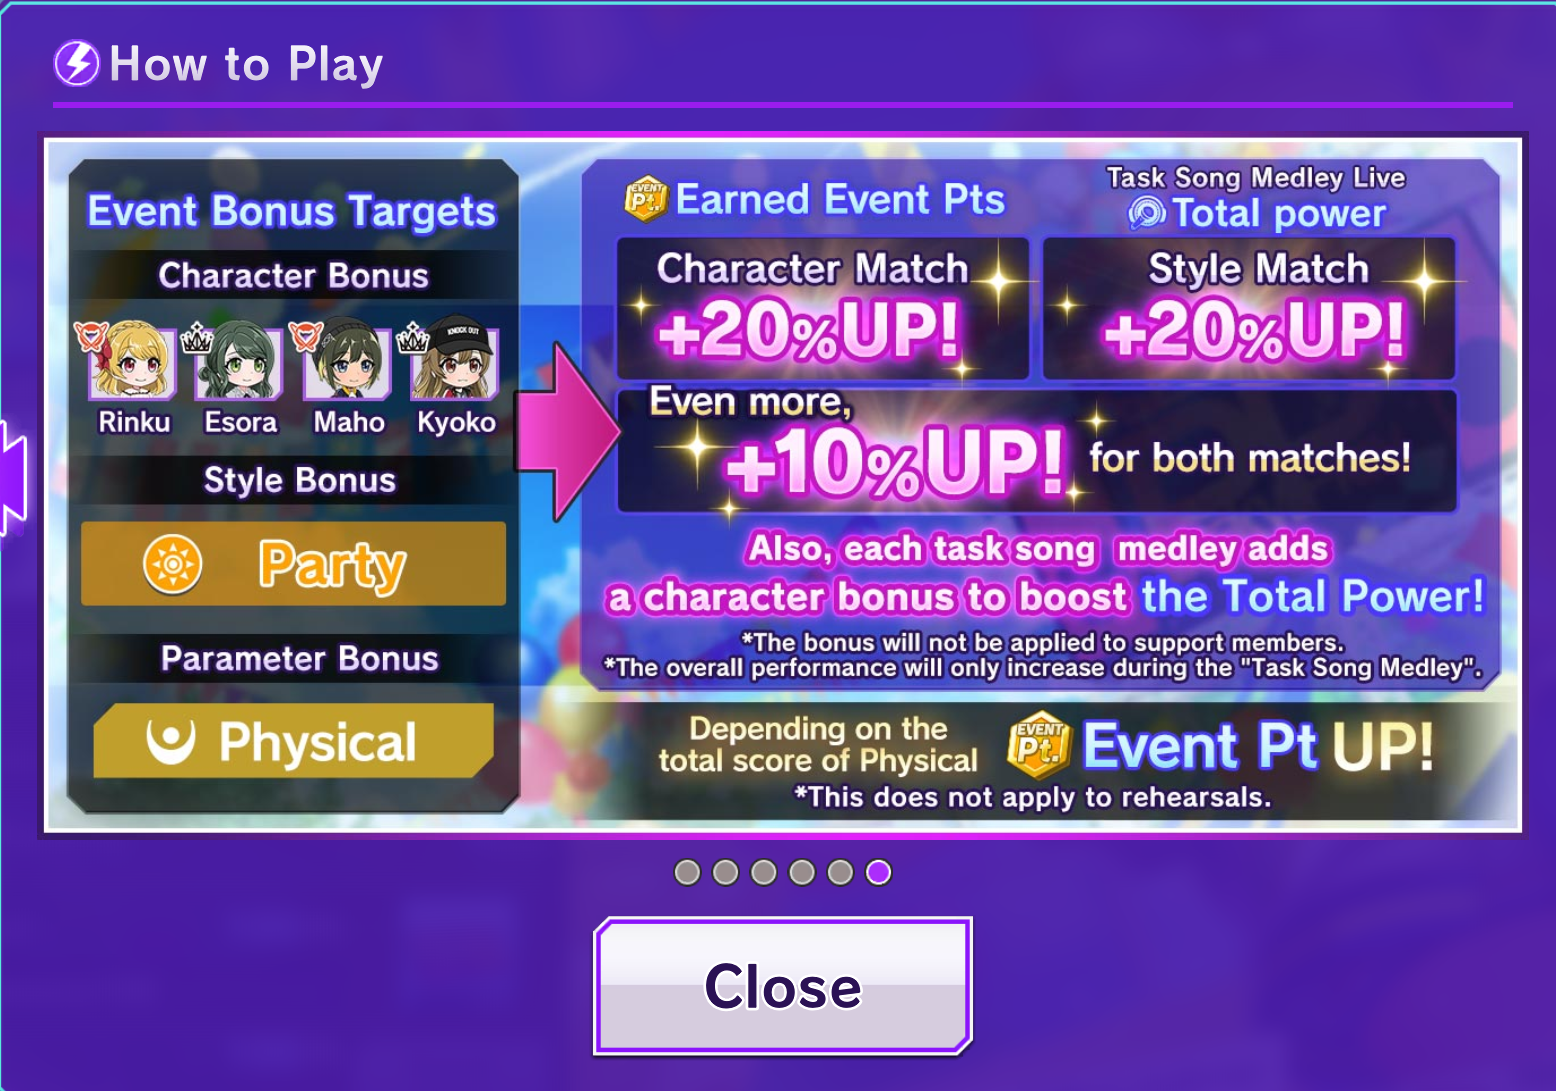 How to Play
Event Bonus Targets
Character Bonus
KNOCK OUT
Rinku Esora Maho Kyoko
Style Bonus
Party
Parameter Bonus
Physical
EVENT Pt. Earned Event Pts
Task Song Medley Live
Total power
Character Match
+20%UP!
Style Match
+20%UP!
Even more,
+10%UP! for both matches!
Also, each task song medley adds
a character bonus to boost the Total Power!
*The bonus will not be applied to support members.
*The overall performance will only increase during the "Task Song Medley".
Depending on the
total score of Physical
EVENT Pt. Event Pt UP!
*This does not apply to rehearsals.
Close